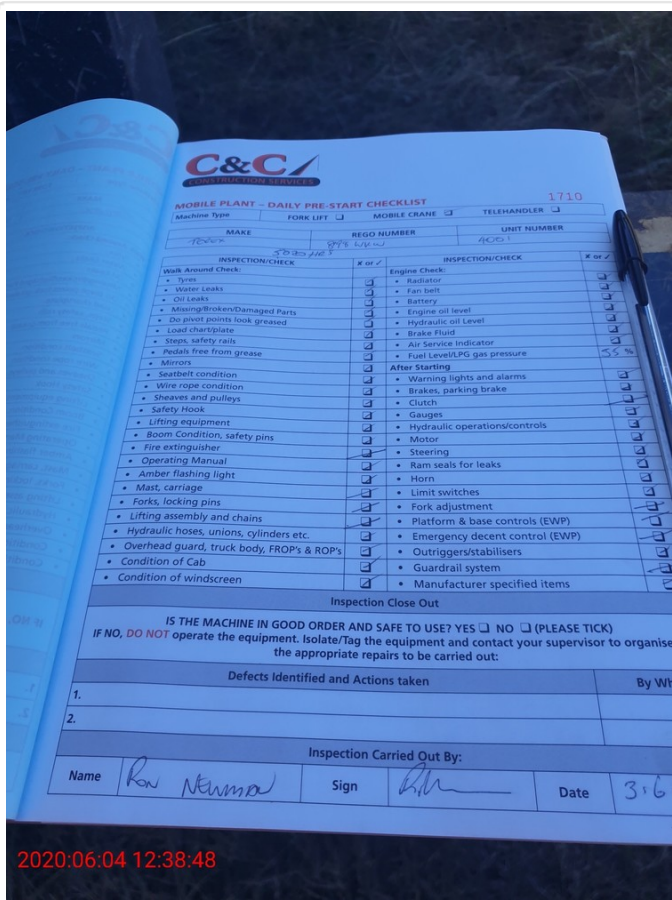 C&C
CONSTRUCTION SERVICES
1710
MOBILE PLANT – DAILY PRE-START CHECKLIST
Machine Type FORK LIFT MOBILE CRANE TELEHANDLER
MAKE REGO NUMBER UNIT NUMBER
INSPECTION/CHECK X or ✓ INSPECTION/CHECK X or ✓
Walk Around Check: Engine Check:
• Tyres • Radiator
• Water Leaks • Fan belt
• Oil Leaks • Battery
• Missing/Broken/Damaged Parts • Engine oil level
• Do pivot points look greased • Hydraulic oil Level
• Load chart/plate • Brake Fluid
• Steps, safety rails • Air Service Indicator
• Pedals free from grease • Fuel Level/LPG gas pressure 55 %
• Mirrors After Starting
• Seatbelt condition • Warning lights and alarms
• Wire rope condition • Brakes, parking brake
• Sheaves and pulleys • Clutch
• Safety Hook • Gauges
• Lifting equipment • Hydraulic operations/controls
• Boom Condition, safety pins • Motor
• Fire extinguisher • Steering
• Operating Manual • Ram seals for leaks
• Amber flashing light • Horn
• Mast, carriage • Limit switches
• Forks, locking pins • Fork adjustment
• Lifting assembly and chains • Platform & base controls (EWP)
• Hydraulic hoses, unions, cylinders etc. • Emergency decent control (EWP)
• Overhead guard, truck body, FROP's & ROP's • Outriggers/stabilisers
• Condition of Cab • Guardrail system
• Condition of windscreen • Manufacturer specified items
Inspection Close Out
IS THE MACHINE IN GOOD ORDER AND SAFE TO USE? YES NO (PLEASE TICK)
IF NO, DO NOT operate the equipment. Isolate/Tag the equipment and contact your supervisor to organise
the appropriate repairs to be carried out:
Defects Identified and Actions taken By Wh
1.
2.
Inspection Carried Out By:
Name Ron Newman Sign Date 3.6
2020:06:04 12:38:48